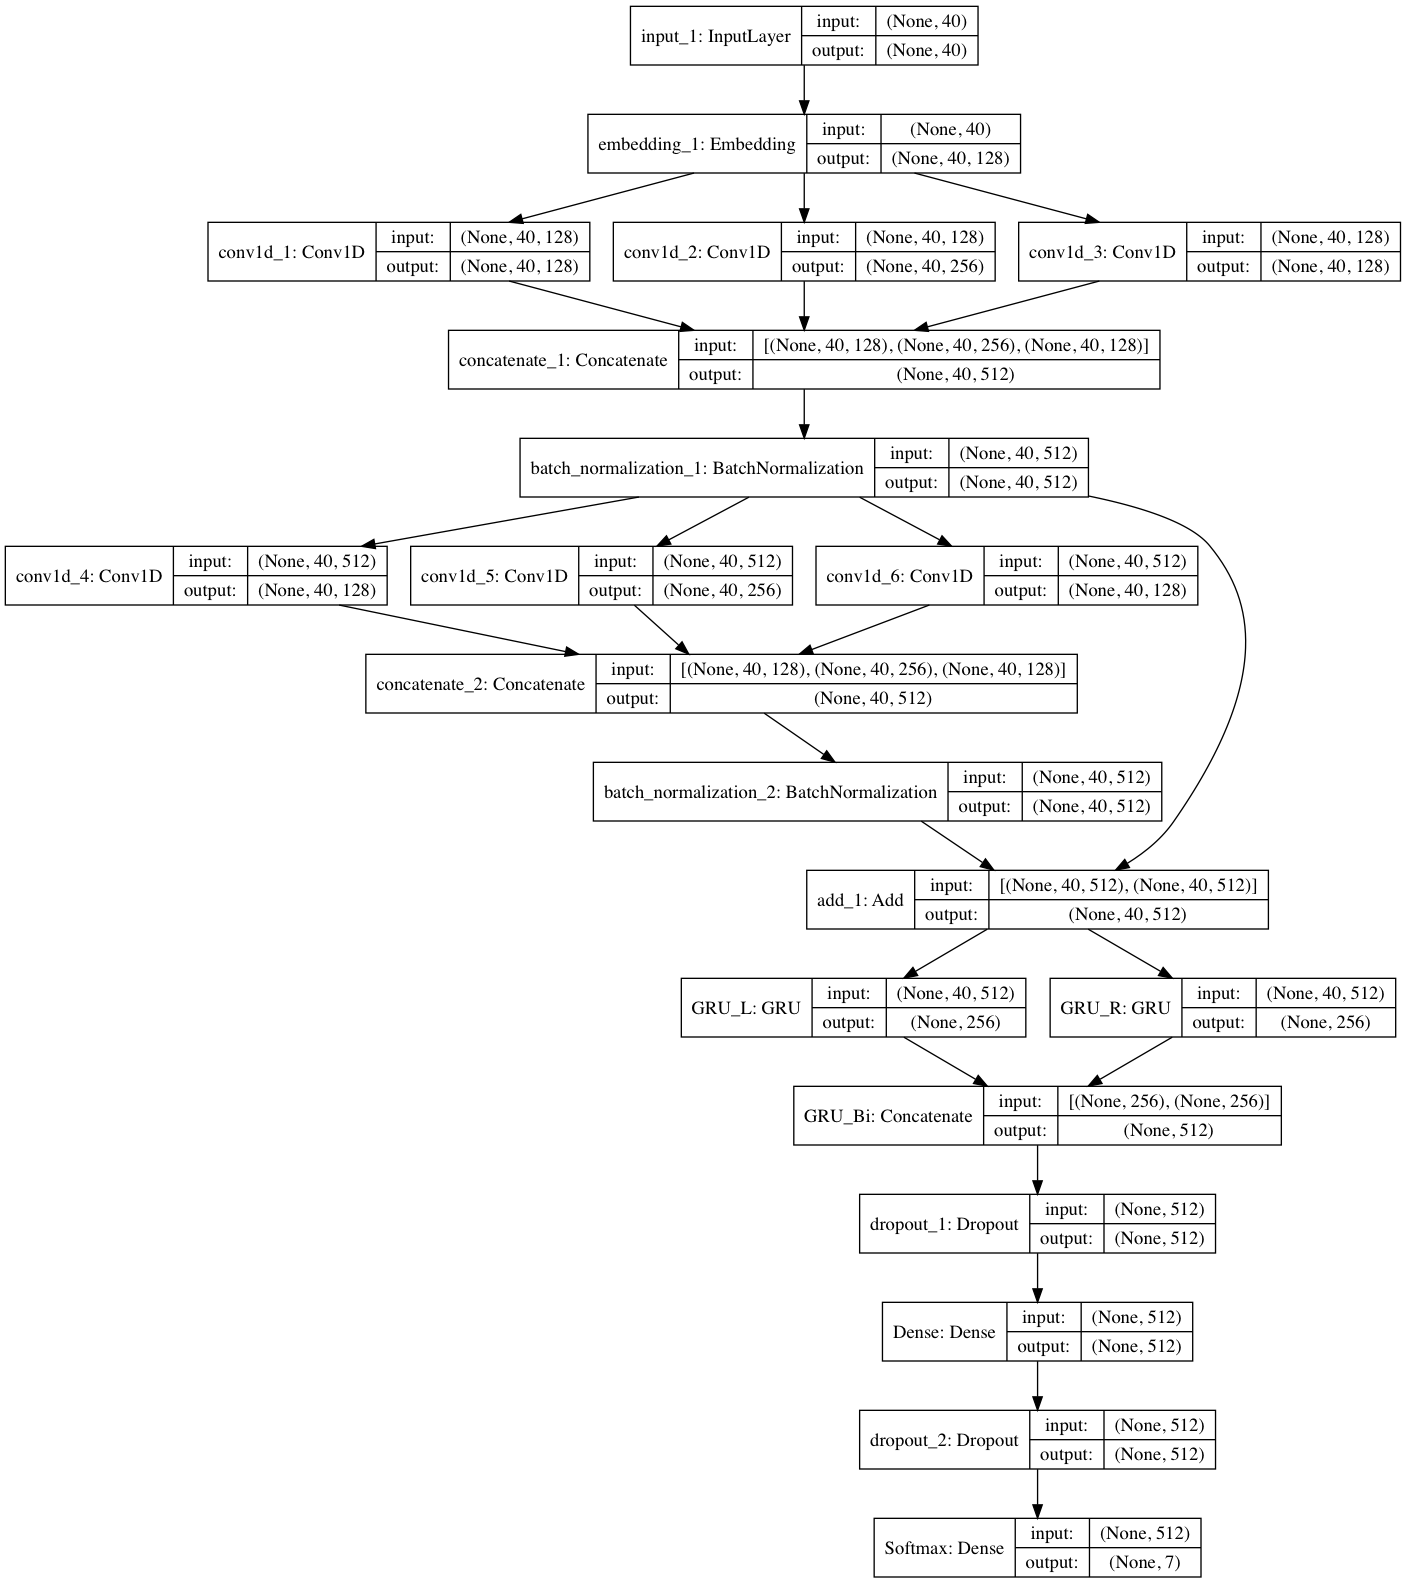 input_1: InputLayer
input: (None, 40)
output: (None, 40)
embedding_1: Embedding
input: (None, 40)
output: (None, 40, 128)
conv1d_1: Conv1D
input: (None, 40, 128)
output: (None, 40, 128)
conv1d_2: Conv1D
input: (None, 40, 128)
output: (None, 40, 256)
conv1d_3: Conv1D
input: (None, 40, 128)
output: (None, 40, 128)
concatenate_1: Concatenate
input: [(None, 40, 128), (None, 40, 256), (None, 40, 128)]
output: (None, 40, 512)
batch_normalization_1: BatchNormalization
input: (None, 40, 512)
output: (None, 40, 512)
conv1d_4: Conv1D
input: (None, 40, 512)
output: (None, 40, 128)
conv1d_5: Conv1D
input: (None, 40, 512)
output: (None, 40, 256)
conv1d_6: Conv1D
input: (None, 40, 512)
output: (None, 40, 128)
concatenate_2: Concatenate
input: [(None, 40, 128), (None, 40, 256), (None, 40, 128)]
output: (None, 40, 512)
batch_normalization_2: BatchNormalization
input: (None, 40, 512)
output: (None, 40, 512)
add_1: Add
input: [(None, 40, 512), (None, 40, 512)]
output: (None, 40, 512)
GRU_L: GRU
input: (None, 40, 512)
output: (None, 256)
GRU_R: GRU
input: (None, 40, 512)
output: (None, 256)
GRU_Bi: Concatenate
input: [(None, 256), (None, 256)]
output: (None, 512)
dropout_1: Dropout
input: (None, 512)
output: (None, 512)
Dense: Dense
input: (None, 512)
output: (None, 512)
dropout_2: Dropout
input: (None, 512)
output: (None, 512)
Softmax: Dense
input: (None, 512)
output: (None, 7)